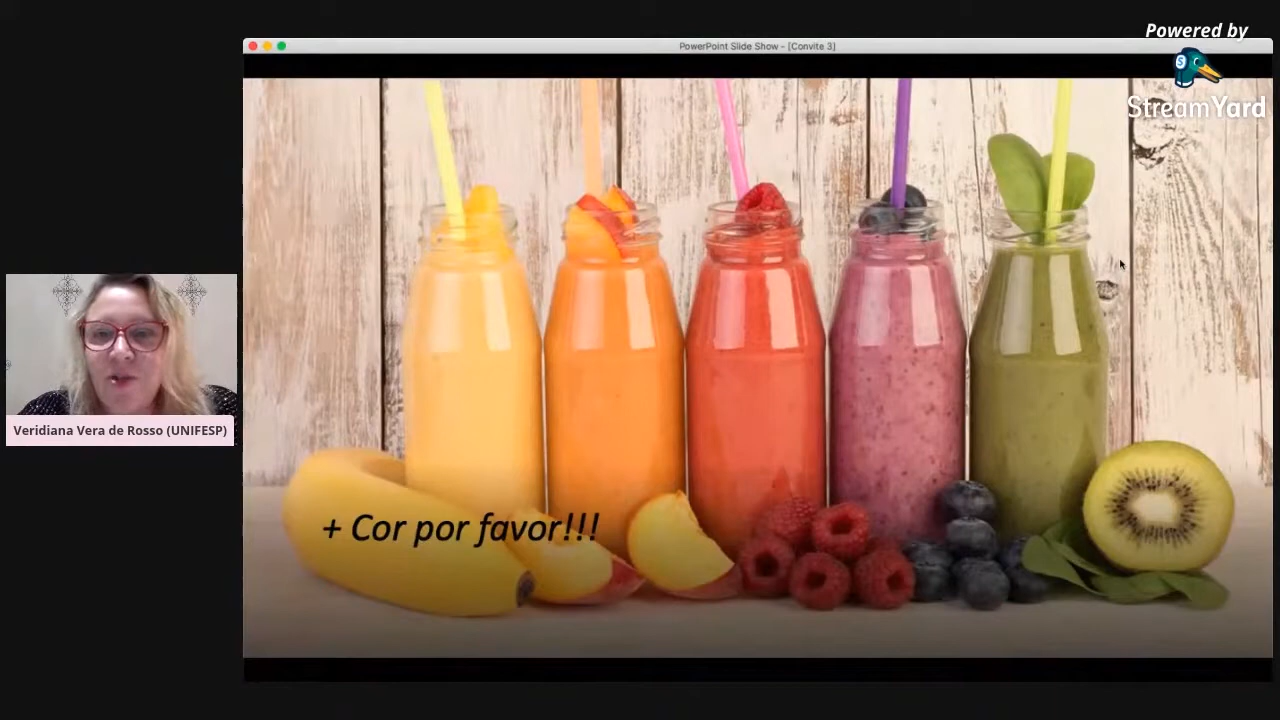 Powered by
StreamYard
PowerPoint Slide Show - [Convite 3]
+ Cor por favor!!!
Veridiana Vera de Rosso (UNIFESP)